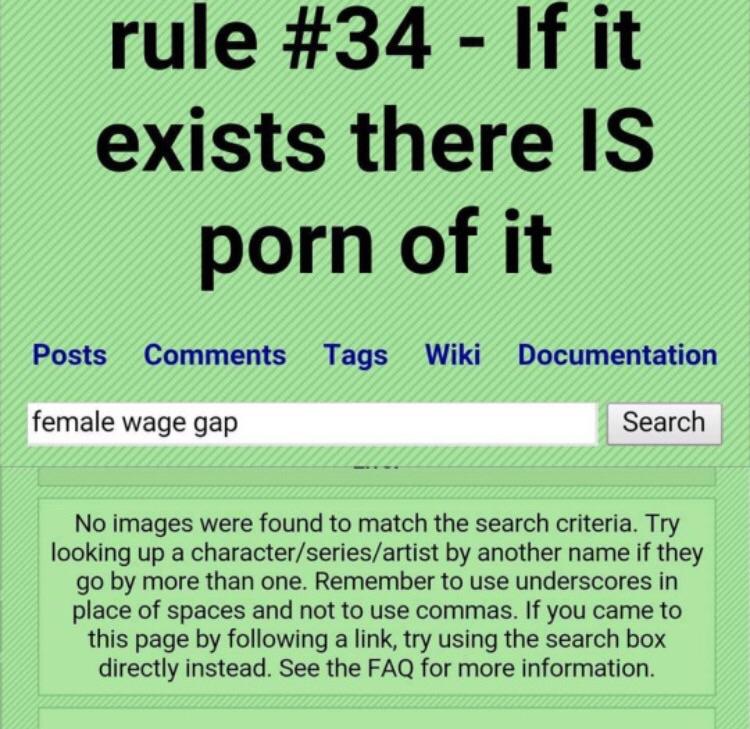 rule #34 - If it
exists there IS
porn of it
Posts Comments Tags Wiki Documentation
female wage gap Search
No images were found to match the search criteria. Try
looking up a character/series/artist by another name if they
go by more than one. Remember to use underscores in
place of spaces and not to use commas. If you came to
this page by following a link, try using the search box
directly instead. See the FAQ for more information.